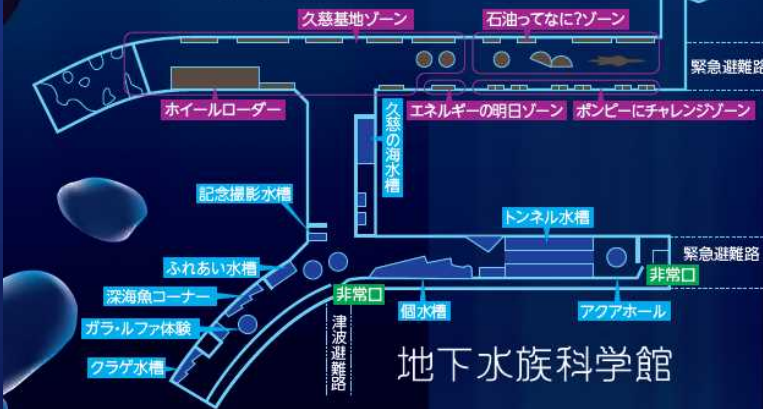 久慈基地ゾーン
石油ってなに?ゾーン
緊急避難路
ホイールローダー
エネルギーの明日ゾーン
ポンピーにチャレンジゾーン
久慈の海水槽
記念撮影水槽
トンネル水槽
緊急避難路
ふれあい水槽
非常口
深海魚コーナー
非常口
個水槽
アクアホール
ガラ・ルファ体験
津波避難路
クラゲ水槽
地下水族科学館